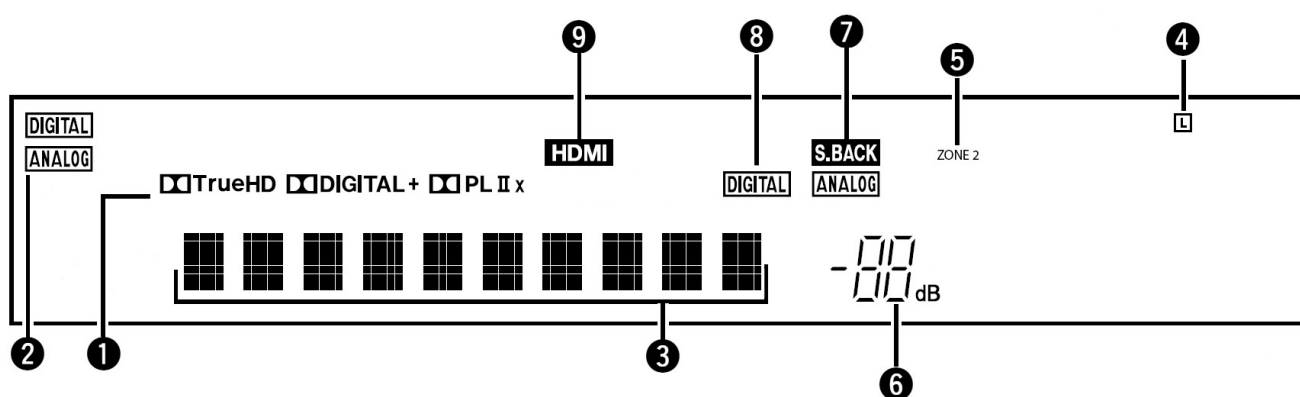 9 8 7 5 4
DIGITAL HDMI S.BACK ZONE 2 L
ANALOG DIGITAL ANALOG
TrueHD DIGITAL+ PL II x
-88 dB
2 1 3 6